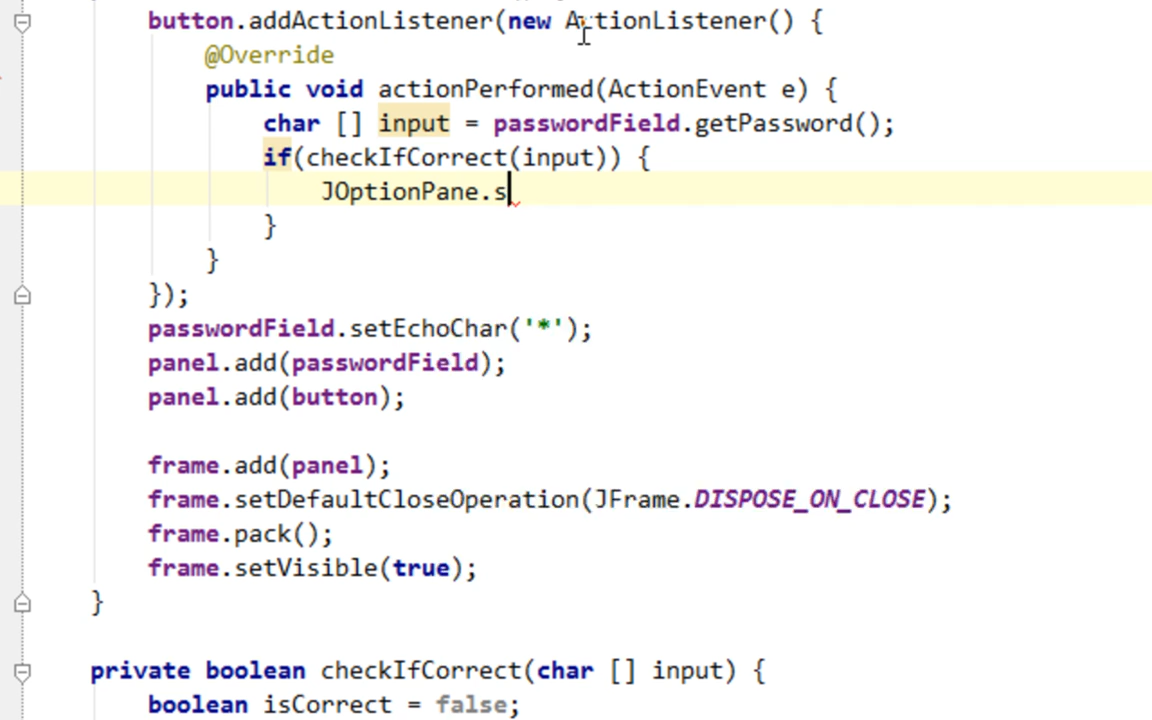 button.addActionListener(new ActionListener() {
@Override
public void actionPerformed(ActionEvent e) {
char [] input = passwordField.getPassword();
if(checkIfCorrect(input)) {
JOptionPane.s
}
}
});
passwordField.setEchoChar('*');
panel.add(passwordField);
panel.add(button);
frame.add(panel);
frame.setDefaultCloseOperation(JFrame.DISPOSE_ON_CLOSE);
frame.pack();
frame.setVisible(true);
}
private boolean checkIfCorrect(char [] input) {
boolean isCorrect = false;